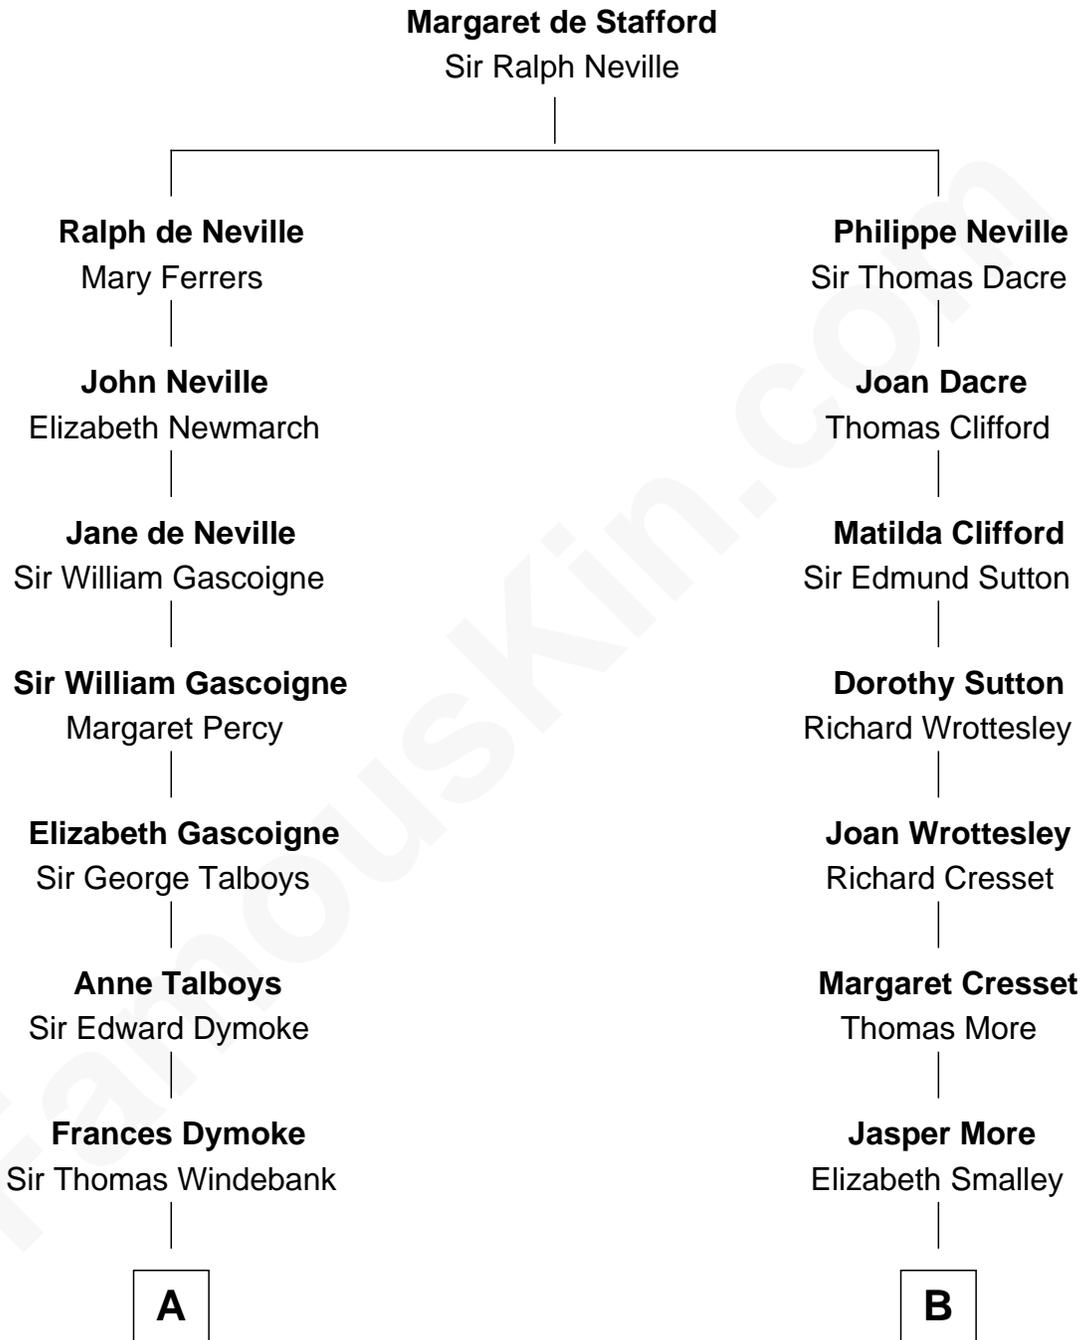 Margaret de Stafford
Sir Ralph Neville
Ralph de Neville
Mary Ferrers
Philippe Neville
Sir Thomas Dacre
John Neville
Elizabeth Newmarch
Joan Dacre
Thomas Clifford
Jane de Neville
Sir William Gascoigne
Matilda Clifford
Sir Edmund Sutton
Sir William Gascoigne
Margaret Percy
Dorothy Sutton
Richard Wrottesley
Elizabeth Gascoigne
Sir George Talboys
Joan Wrottesley
Richard Cresset
Anne Talboys
Sir Edward Dymoke
Margaret Cresset
Thomas More
Frances Dymoke
Sir Thomas Windebank
Jasper More
Elizabeth Smalley
A
B
FamousKin.com